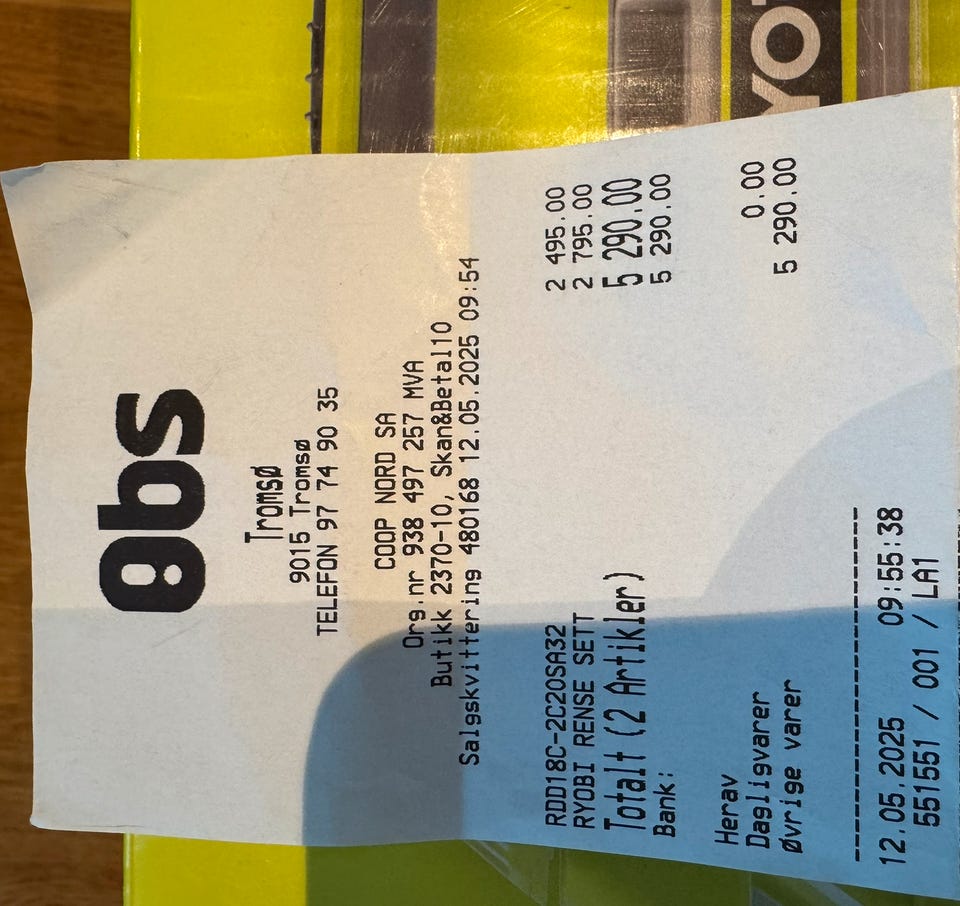 YO
Obs
Tromsø
9015 Tromsø
TELEFON 97 74 90 35
COOP NORD SA
Org.nr 938 497 257 MVA
Butikk 2370-10, Skan&Betal10
Salgskvittering 480168 12.05.2025 09:54
RDD18C-2C20SA32 2 495.00
RYOBI RENSE SETT 2 795.00
Totalt (2 Artikler) 5 290.00
Bank: 5 290.00
Herav
Dagligvarer 0.00
Øvrige varer 5 290.00
12.05.2025 09:55:38
551551 / 001 / LA1